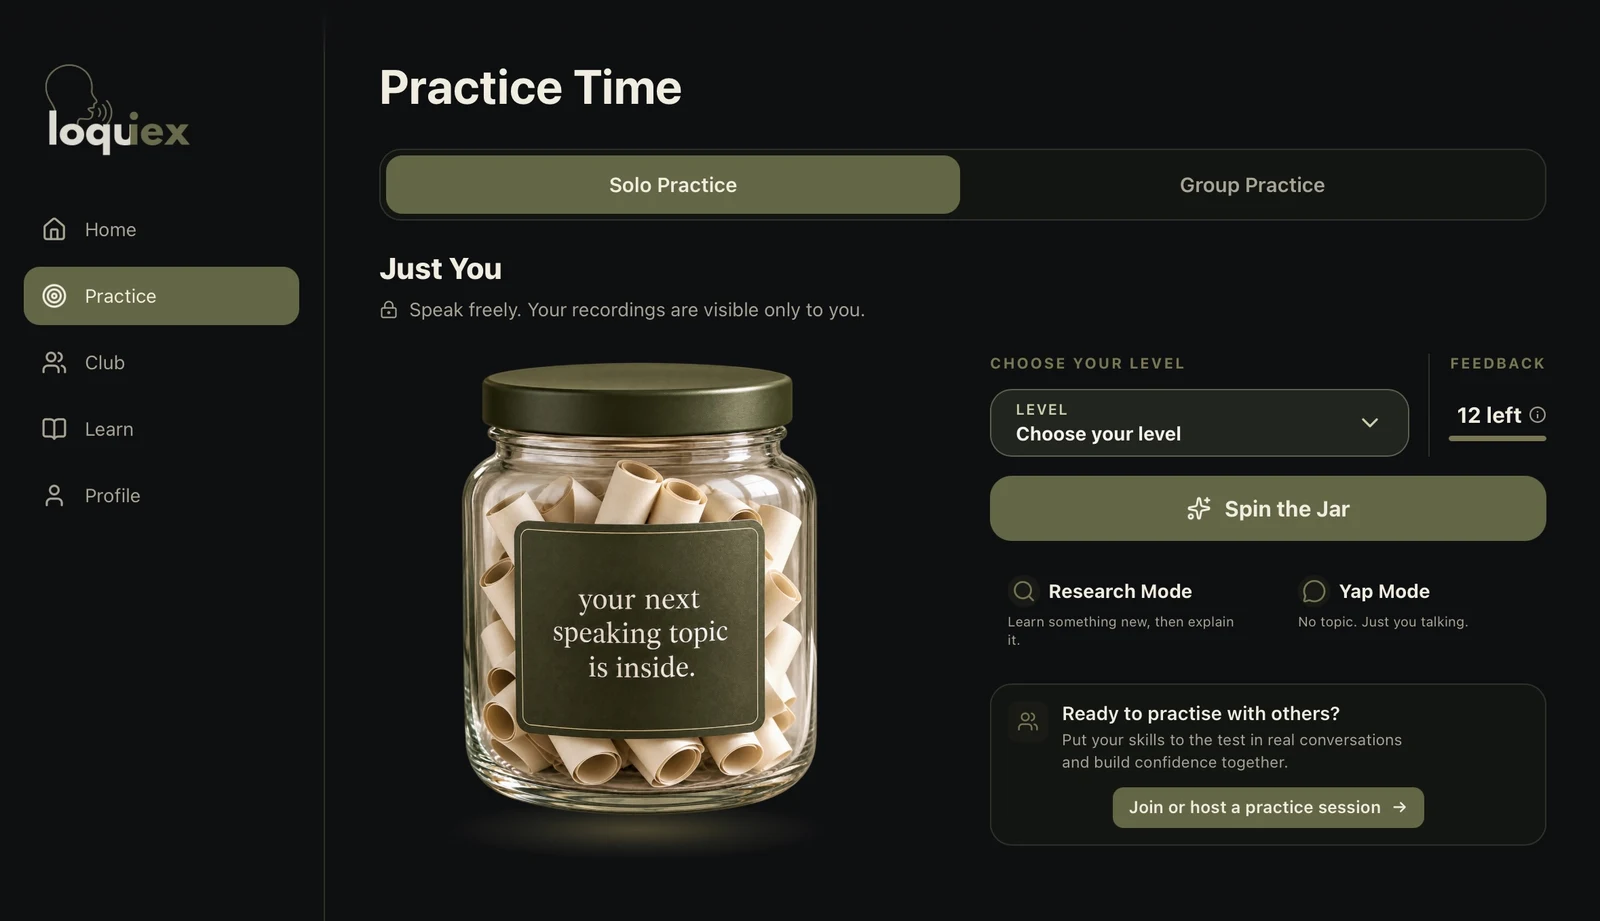 loquiex
Home
Practice
Club
Learn
Profile
Practice Time
Solo Practice
Group Practice
Just You
Speak freely. Your recordings are visible only to you.
your next
speaking topic
is inside.
CHOOSE YOUR LEVEL
LEVEL
Choose your level
FEEDBACK
12 left
Spin the Jar
Research Mode
Learn something new, then explain
it.
Yap Mode
No topic. Just you talking.
Ready to practise with others?
Put your skills to the test in real conversations
and build confidence together.
Join or host a practice session →